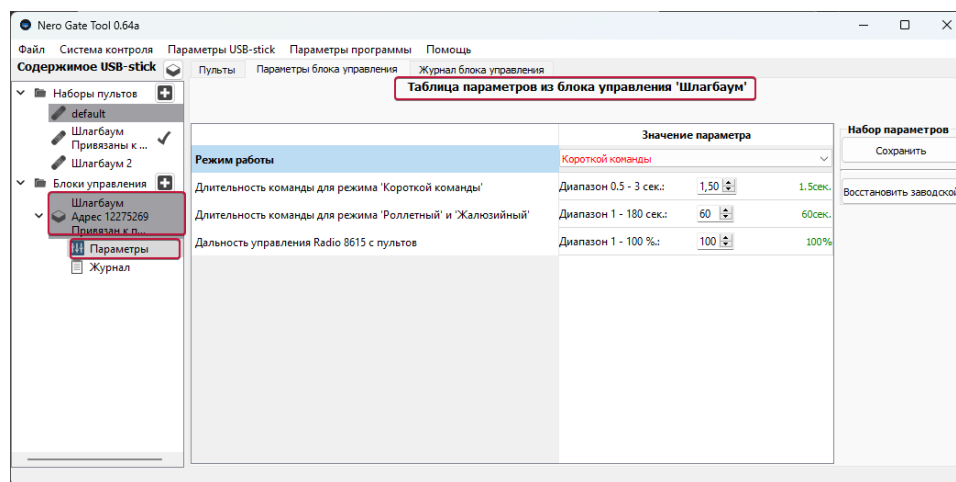 Nero Gate Tool 0.64a
Файл Система контроля Параметры USB-stick Параметры программы Помощь
Содержимое USB-stick
Пульты Параметры блока управления Журнал блока управления
Таблица параметров из блока управления 'Шлагбаум'
Наборы пультов
default
Шлагбаум
Привязаны к ...
Шлагбаум 2
Блоки управления
Шлагбаум
Адрес 12275269
Привязан к п...
Параметры
Журнал
Значение параметра
Режим работы Короткой команды
Длительность команды для режима 'Короткой команды' Диапазон 0.5 - 3 сек.: 1,50 1.5сек.
Длительность команды для режима 'Роллетный' и 'Жалюзийный' Диапазон 1 - 180 сек.: 60 60сек.
Дальность управления Radio 8615 с пультов Диапазон 1 - 100 %.: 100 100%
Набор параметров
Сохранить
Восстановить заводской